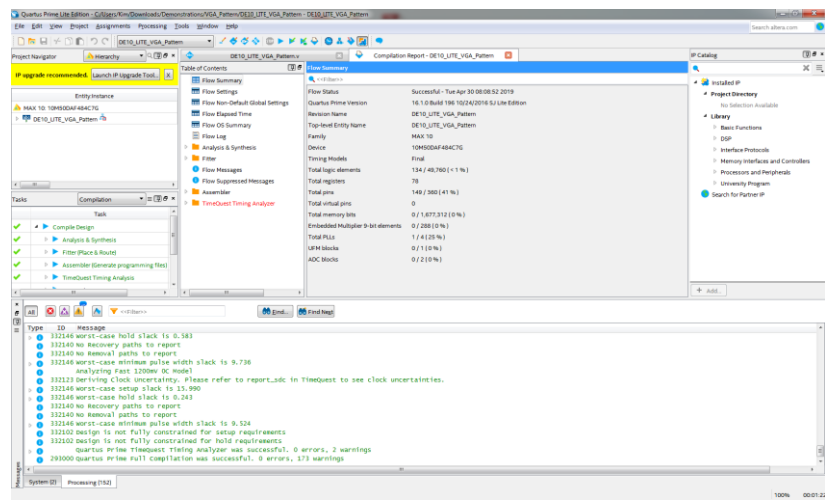 Quartus Prime Lite Edition - C:/Users/Kim/Downloads/Demonstrations/VGA_Pattern/DE10_LITE_VGA_Pattern - DE10_LITE_VGA_Pattern
File Edit View Project Assignments Processing Tools Window Help
Search altera.com
DE10_LITE_VGA_Pattern
Project Navigator
Hierarchy
DE10_LITE_VGA_Pattern.v
Compilation Report - DE10_LITE_VGA_Pattern
IP Catalog
IP upgrade recommended. Launch IP Upgrade Tool... X
Entity:Instance
MAX 10: 10M50DAF484C7G
DE10_LITE_VGA_Pattern
Table of Contents
Flow Summary
Flow Settings
Flow Non-Default Global Settings
Flow Elapsed Time
Flow OS Summary
Flow Log
Analysis & Synthesis
Fitter
Flow Messages
Flow Suppressed Messages
Assembler
TimeQuest Timing Analyzer
Flow Summary
<<Filter>>
Flow Status Successful - Tue Apr 30 08:08:52 2019
Quartus Prime Version 16.1.0 Build 196 10/24/2016 SJ Lite Edition
Revision Name DE10_LITE_VGA_Pattern
Top-level Entity Name DE10_LITE_VGA_Pattern
Family MAX 10
Device 10M50DAF484C7G
Timing Models Final
Total logic elements 134 / 49,760 ( < 1 % )
Total registers 78
Total pins 148 / 360 ( 41 % )
Total virtual pins 0
Total memory bits 0 / 1,677,312 ( 0 % )
Embedded Multiplier 9-bit elements 0 / 288 ( 0 % )
Total PLLs 1 / 4 ( 25 % )
UFM blocks 0 / 1 ( 0 % )
ADC blocks 0 / 2 ( 0 % )
Installed IP
Project Directory
No Selection Available
Library
Basic Functions
DSP
Interface Protocols
Memory Interfaces and Controllers
Processors and Peripherals
University Program
Search for Partner IP
+ Add...
Tasks
Compilation
Task
Compile Design
Analysis & Synthesis
Fitter (Place & Route)
Assembler (Generate programming files)
TimeQuest Timing Analysis
All
<<Filter>>
Find...
Find Next
Type ID Message
332146 worst-case hold slack is 0.583
332140 No Recovery paths to report
332140 No Removal paths to report
332146 worst-case minimum pulse width slack is 9.736
Analyzing Fast 1200mV 0C Model
332123 Deriving Clock Uncertainty. Please refer to report_sdc in TimeQuest to see clock uncertainties.
332146 worst-case setup slack is 15.990
332146 worst-case hold slack is 0.243
332140 No Recovery paths to report
332140 No Removal paths to report
332146 worst-case minimum pulse width slack is 9.524
332102 Design is not fully constrained for setup requirements
332102 Design is not fully constrained for hold requirements
Quartus Prime TimeQuest Timing Analyzer was successful. 0 errors, 2 warnings
293000 Quartus Prime Full Compilation was successful. 0 errors, 173 warnings
Messages
System (2)
Processing (152)
100% 00:01:22